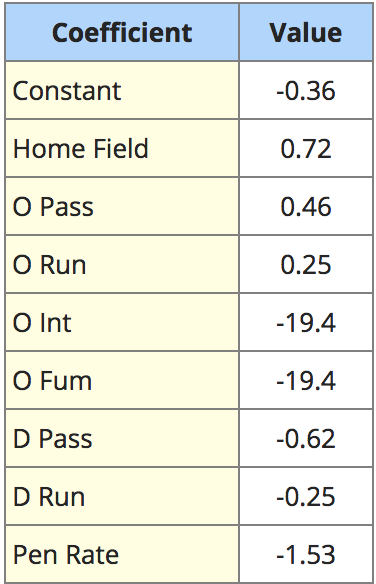 Coefficient Value
Constant -0.36
Home Field 0.72
O Pass 0.46
O Run 0.25
O Int -19.4
O Fum -19.4
D Pass -0.62
D Run -0.25
Pen Rate -1.53